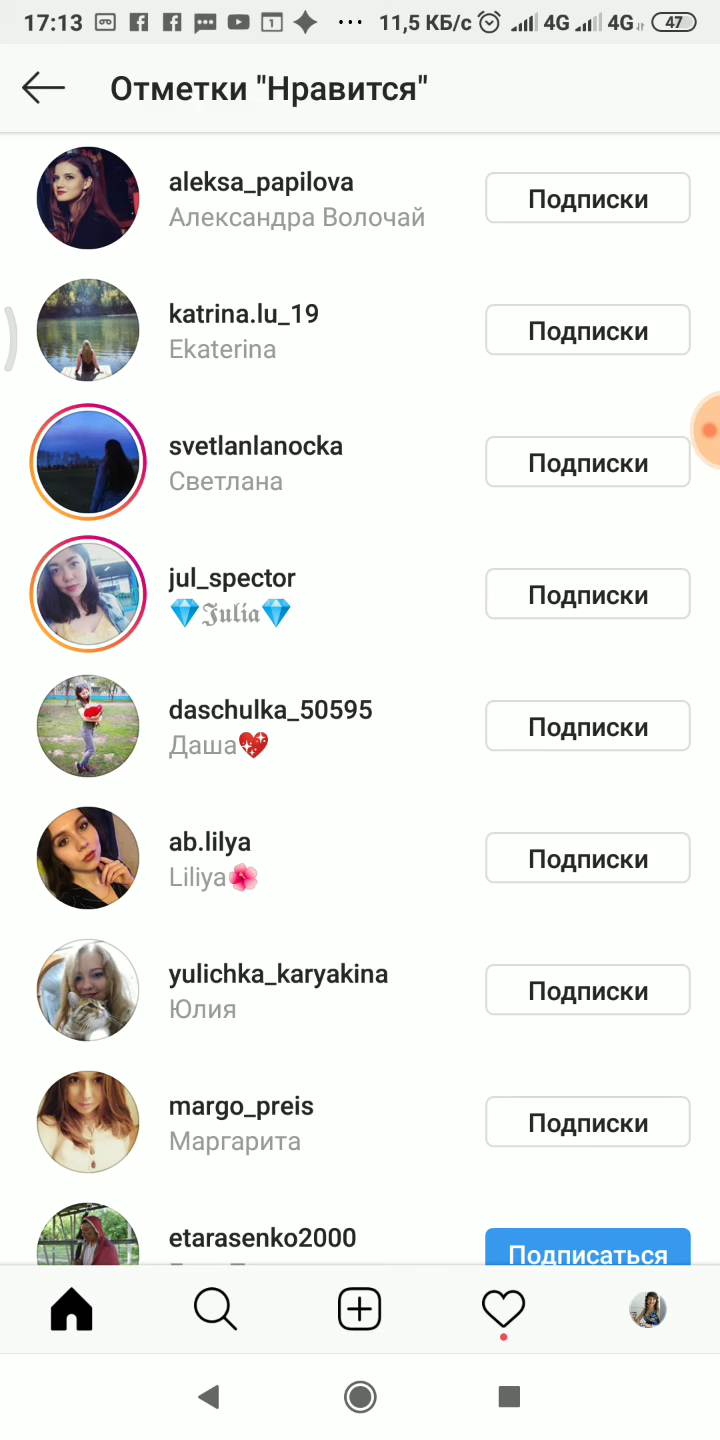 17:13 11,5 КБ/с 4G 4G 47
Отметки "Нравится"
aleksa_papilova
Александра Волочай
Подписки
katrina.lu_19
Ekaterina
Подписки
svetlanlanocka
Светлана
Подписки
jul_spector
💎𝕵𝖚𝖑𝖎𝖆💎
Подписки
daschulka_50595
Даша💖
Подписки
ab.lilya
Liliya🌺
Подписки
yulichka_karyakina
Юлия
Подписки
margo_preis
Маргарита
Подписки
etarasenko2000
Подписаться